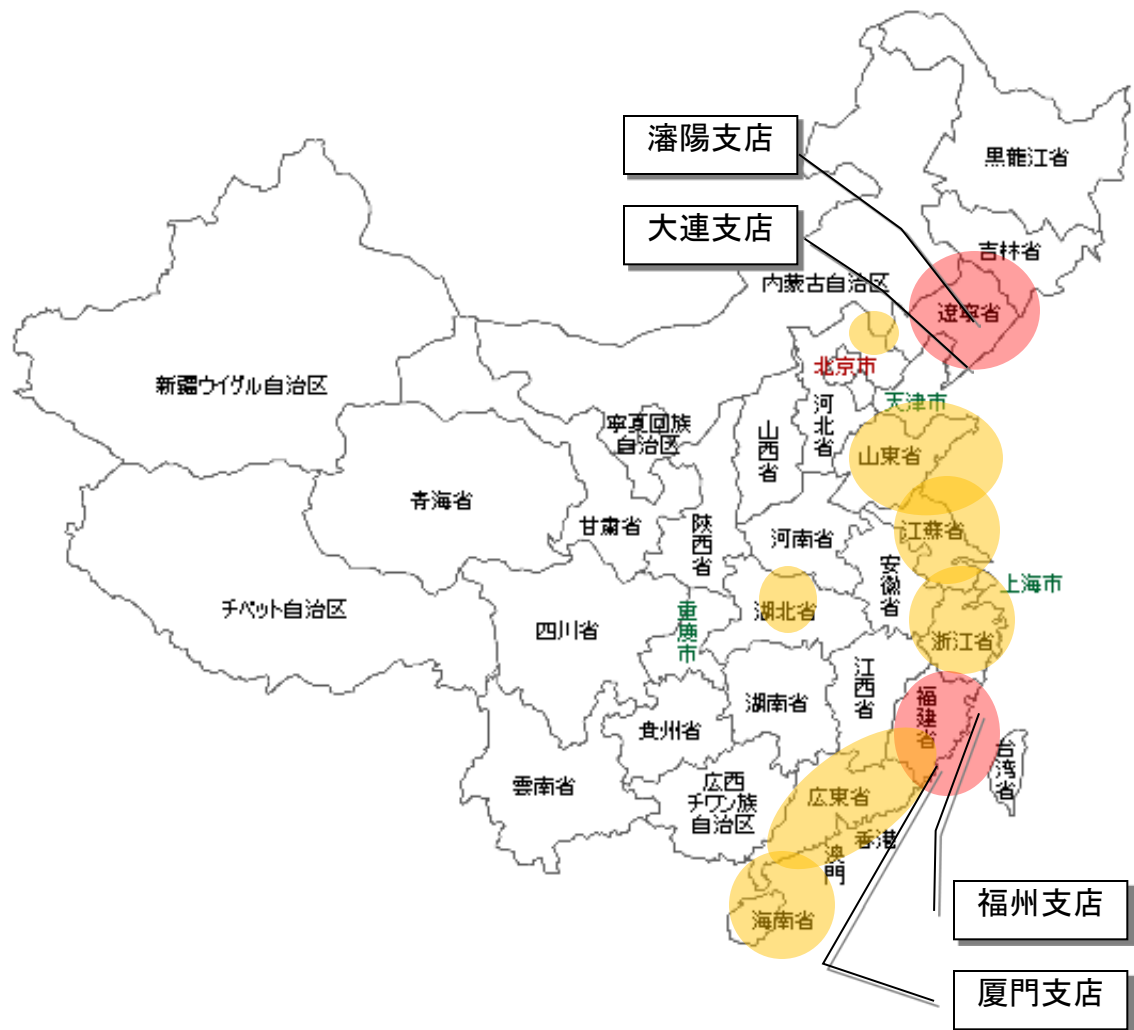 瀋陽支店
黒龍江省
大連支店
吉林省
内蒙古自治区
遼寧省
北京市
新疆ウイグル自治区
天津市
河
北
省
寧夏回族
自治区
山
西
省
山東省
青海省
甘粛省
陝
西
省
河南省
江蘇省
安
徽
省
上海市
チベット自治区
四川省
重
慶
市
湖北省
浙江省
江
西
省
福
建
省
湖南省
貴州省
台
湾
省
雲南省
広西
チワン族
自治区
広東省
香港
澳
門
海南省
福州支店
厦門支店